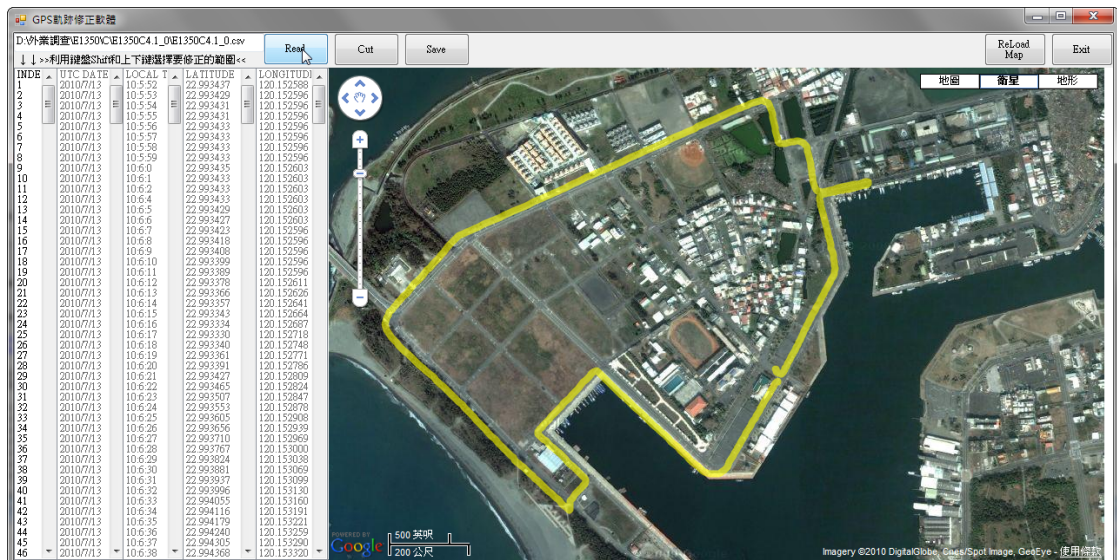 GPS軌跡修正軟體
D:\外業調查\E1350\C\E1350C4.1_0\E1350C4.1_0.csv
Read
Cut
Save
ReLoad Map
Exit
↓↓>>利用鍵盤Shift和上下鍵選擇要修正的範圍<<
INDE UTC DATE LOCAL T LATITUDE LONGITUDI
1 2010/7/13 10:5:52 22.993437 120.152588
2 2010/7/13 10:5:53 22.993429 120.152596
3 2010/7/13 10:5:54 22.993431 120.152596
4 2010/7/13 10:5:55 22.993431 120.152596
5 2010/7/13 10:5:56 22.993433 120.152596
6 2010/7/13 10:5:57 22.993433 120.152596
7 2010/7/13 10:5:58 22.993433 120.152596
8 2010/7/13 10:5:59 22.993433 120.152596
9 2010/7/13 10:6:0 22.993435 120.152603
10 2010/7/13 10:6:1 22.993433 120.152603
11 2010/7/13 10:6:2 22.993433 120.152603
12 2010/7/13 10:6:4 22.993433 120.152603
13 2010/7/13 10:6:5 22.993429 120.152603
14 2010/7/13 10:6:6 22.993427 120.152603
15 2010/7/13 10:6:7 22.993423 120.152596
16 2010/7/13 10:6:8 22.993418 120.152596
17 2010/7/13 10:6:9 22.993408 120.152596
18 2010/7/13 10:6:10 22.993399 120.152596
19 2010/7/13 10:6:11 22.993389 120.152596
20 2010/7/13 10:6:12 22.993378 120.152611
21 2010/7/13 10:6:13 22.993366 120.152626
22 2010/7/13 10:6:14 22.993357 120.152641
23 2010/7/13 10:6:15 22.993343 120.152664
24 2010/7/13 10:6:16 22.993334 120.152687
25 2010/7/13 10:6:17 22.993330 120.152718
26 2010/7/13 10:6:18 22.993340 120.152748
27 2010/7/13 10:6:19 22.993361 120.152771
28 2010/7/13 10:6:20 22.993391 120.152786
29 2010/7/13 10:6:21 22.993427 120.152809
30 2010/7/13 10:6:22 22.993465 120.152824
31 2010/7/13 10:6:23 22.993507 120.152847
32 2010/7/13 10:6:24 22.993553 120.152878
33 2010/7/13 10:6:25 22.993605 120.152908
34 2010/7/13 10:6:26 22.993656 120.152939
35 2010/7/13 10:6:27 22.993710 120.152969
36 2010/7/13 10:6:28 22.993767 120.153000
37 2010/7/13 10:6:29 22.993824 120.153038
38 2010/7/13 10:6:30 22.993881 120.153069
39 2010/7/13 10:6:31 22.993937 120.153099
40 2010/7/13 10:6:32 22.993996 120.153130
41 2010/7/13 10:6:33 22.994055 120.153160
42 2010/7/13 10:6:34 22.994116 120.153191
43 2010/7/13 10:6:35 22.994179 120.153221
44 2010/7/13 10:6:36 22.994240 120.153259
45 2010/7/13 10:6:37 22.994305 120.153290
46 2010/7/13 10:6:38 22.994368 120.153320
地圖 衛星 地形
POWERED BY
Google
500 英呎
200 公尺
Imagery ©2010 DigitalGlobe, Cnes/Spot Image, GeoEye - 使用條款